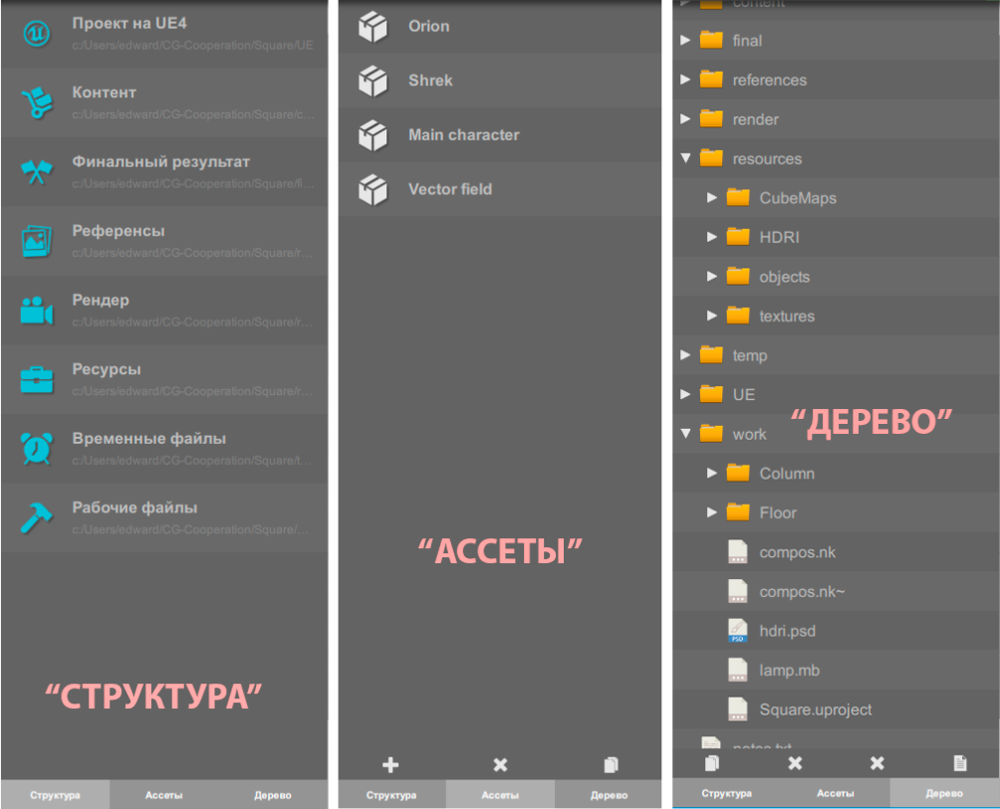 Проект на UE4
c:/Users/edward/CG-Cooperation/Square/UE
Контент
c:/Users/edward/CG-Cooperation/Square/c...
Финальный результат
c:/Users/edward/CG-Cooperation/Square/fi...
Референсы
c:/Users/edward/CG-Cooperation/Square/r...
Рендер
c:/Users/edward/CG-Cooperation/Square/r...
Ресурсы
c:/Users/edward/CG-Cooperation/Square/r...
Временные файлы
c:/Users/edward/CG-Cooperation/Square/t...
Рабочие файлы
c:/Users/edward/CG-Cooperation/Square/...
“СТРУКТУРА”
Структура Ассеты Дерево
Orion
Shrek
Main character
Vector field
“АССЕТЫ”
Структура Ассеты Дерево
content
final
references
render
resources
CubeMaps
HDRI
objects
textures
temp
UE
“ДЕРЕВО”
work
Column
Floor
compos.nk
compos.nk~
PSD hdri.psd
lamp.mb
Square.uproject
notes.txt
Структура Ассеты Дерево